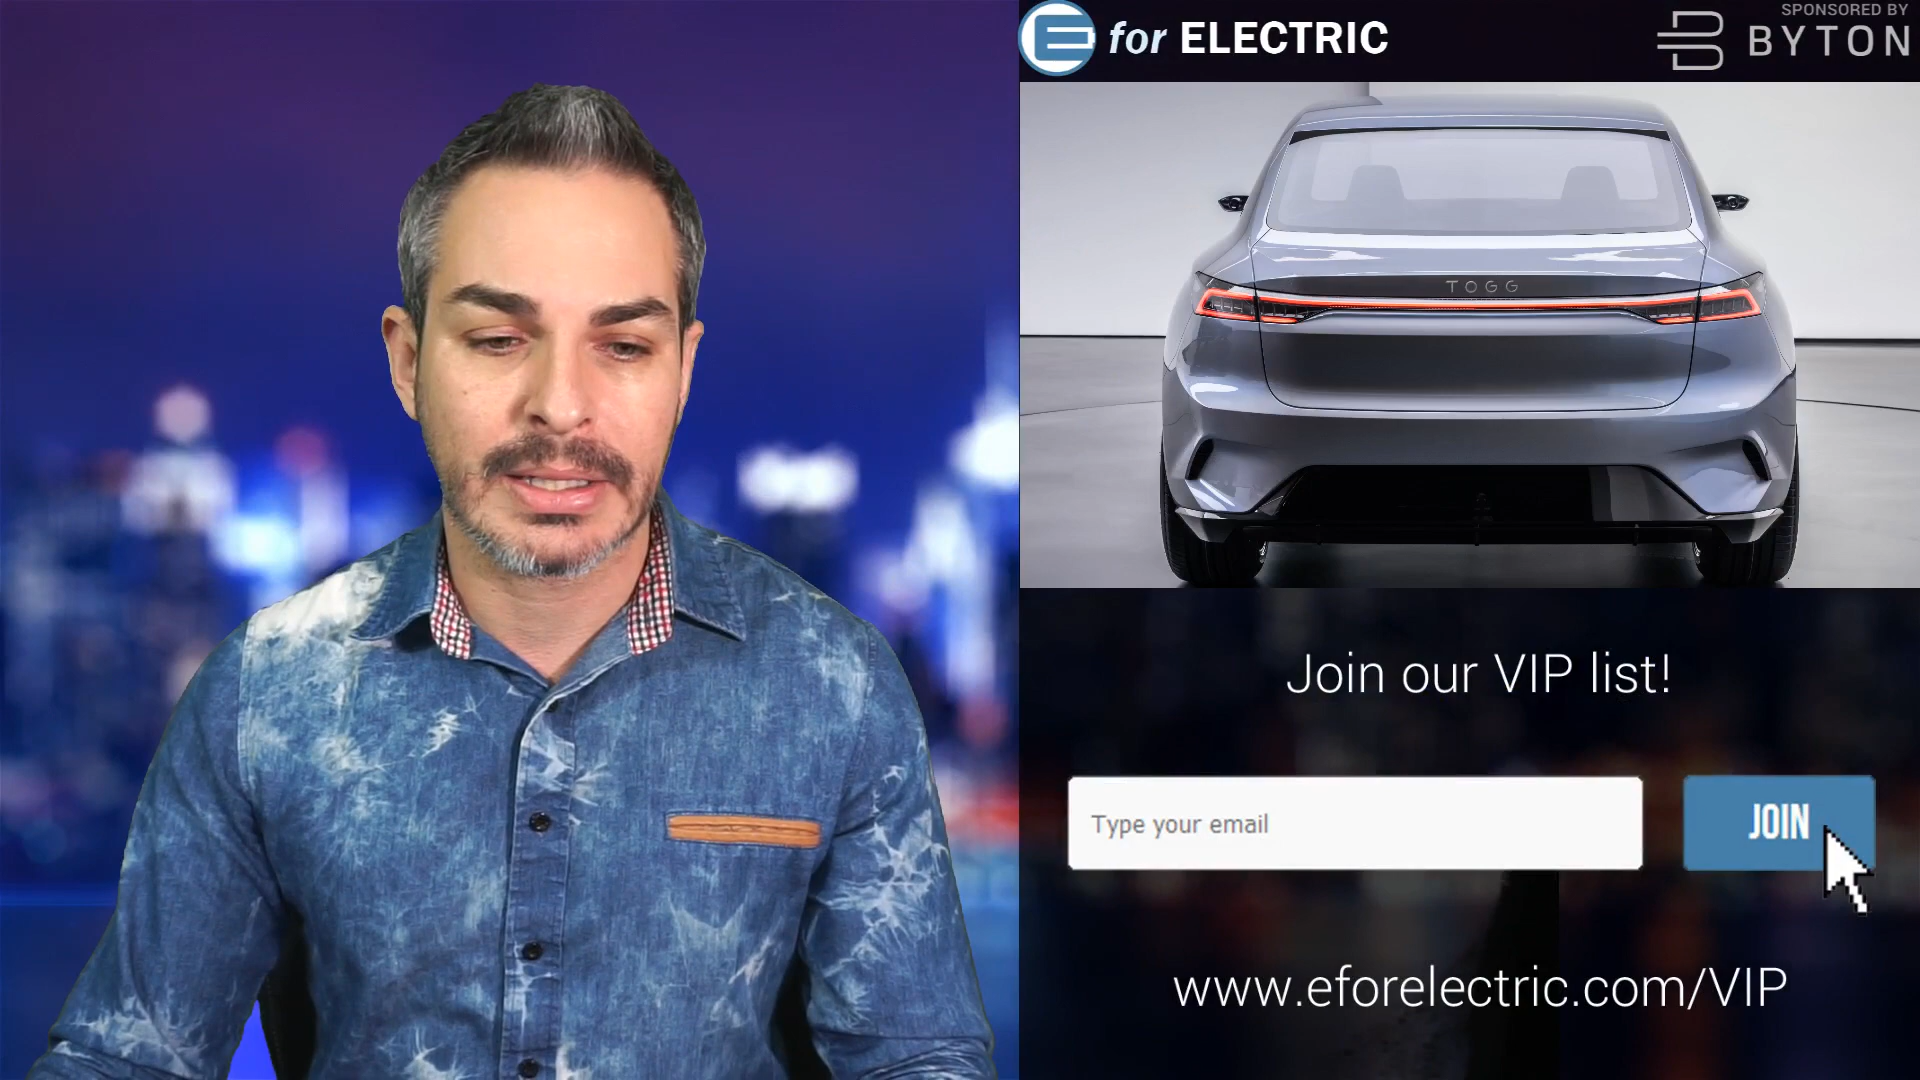 E for ELECTRIC
SPONSORED BY
BYTON
TOGG
Join our VIP list!
Type your email
JOIN
www.eforelectric.com/VIP